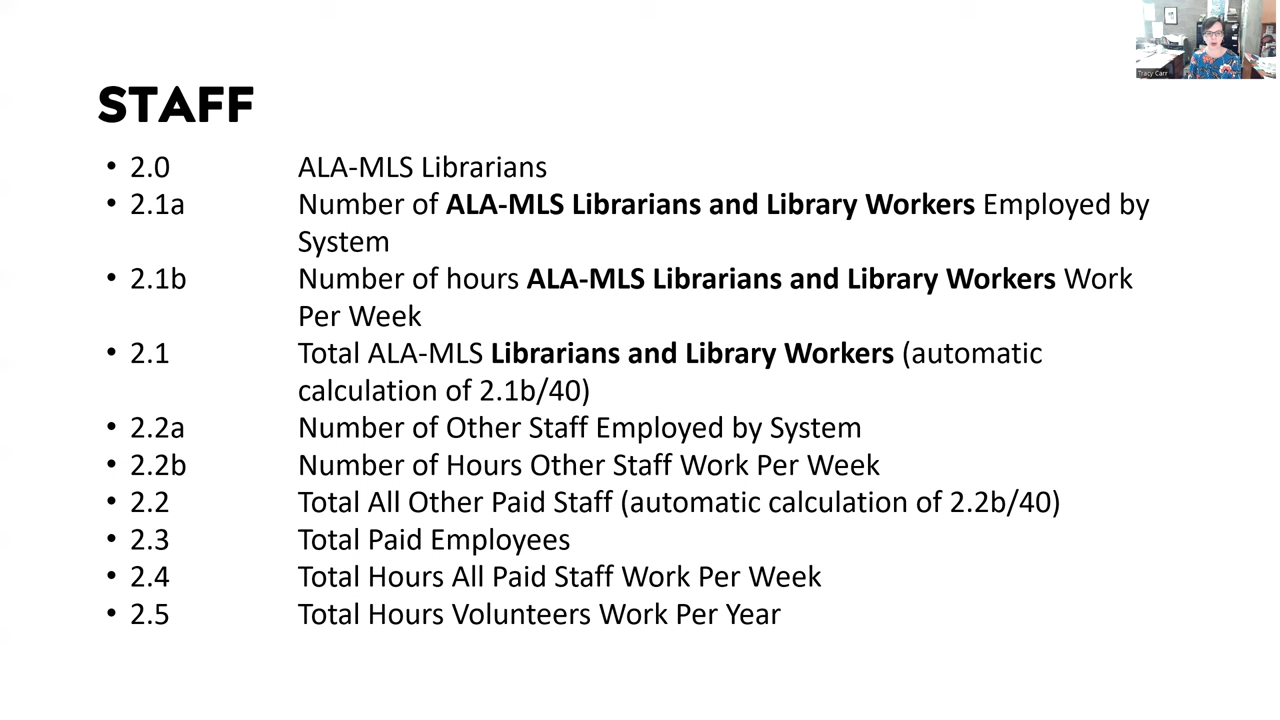 Tracy Carr
STAFF
• 2.0 ALA-MLS Librarians
• 2.1a Number of ALA-MLS Librarians and Library Workers Employed by
System
• 2.1b Number of hours ALA-MLS Librarians and Library Workers Work
Per Week
• 2.1 Total ALA-MLS Librarians and Library Workers (automatic
calculation of 2.1b/40)
• 2.2a Number of Other Staff Employed by System
• 2.2b Number of Hours Other Staff Work Per Week
• 2.2 Total All Other Paid Staff (automatic calculation of 2.2b/40)
• 2.3 Total Paid Employees
• 2.4 Total Hours All Paid Staff Work Per Week
• 2.5 Total Hours Volunteers Work Per Year